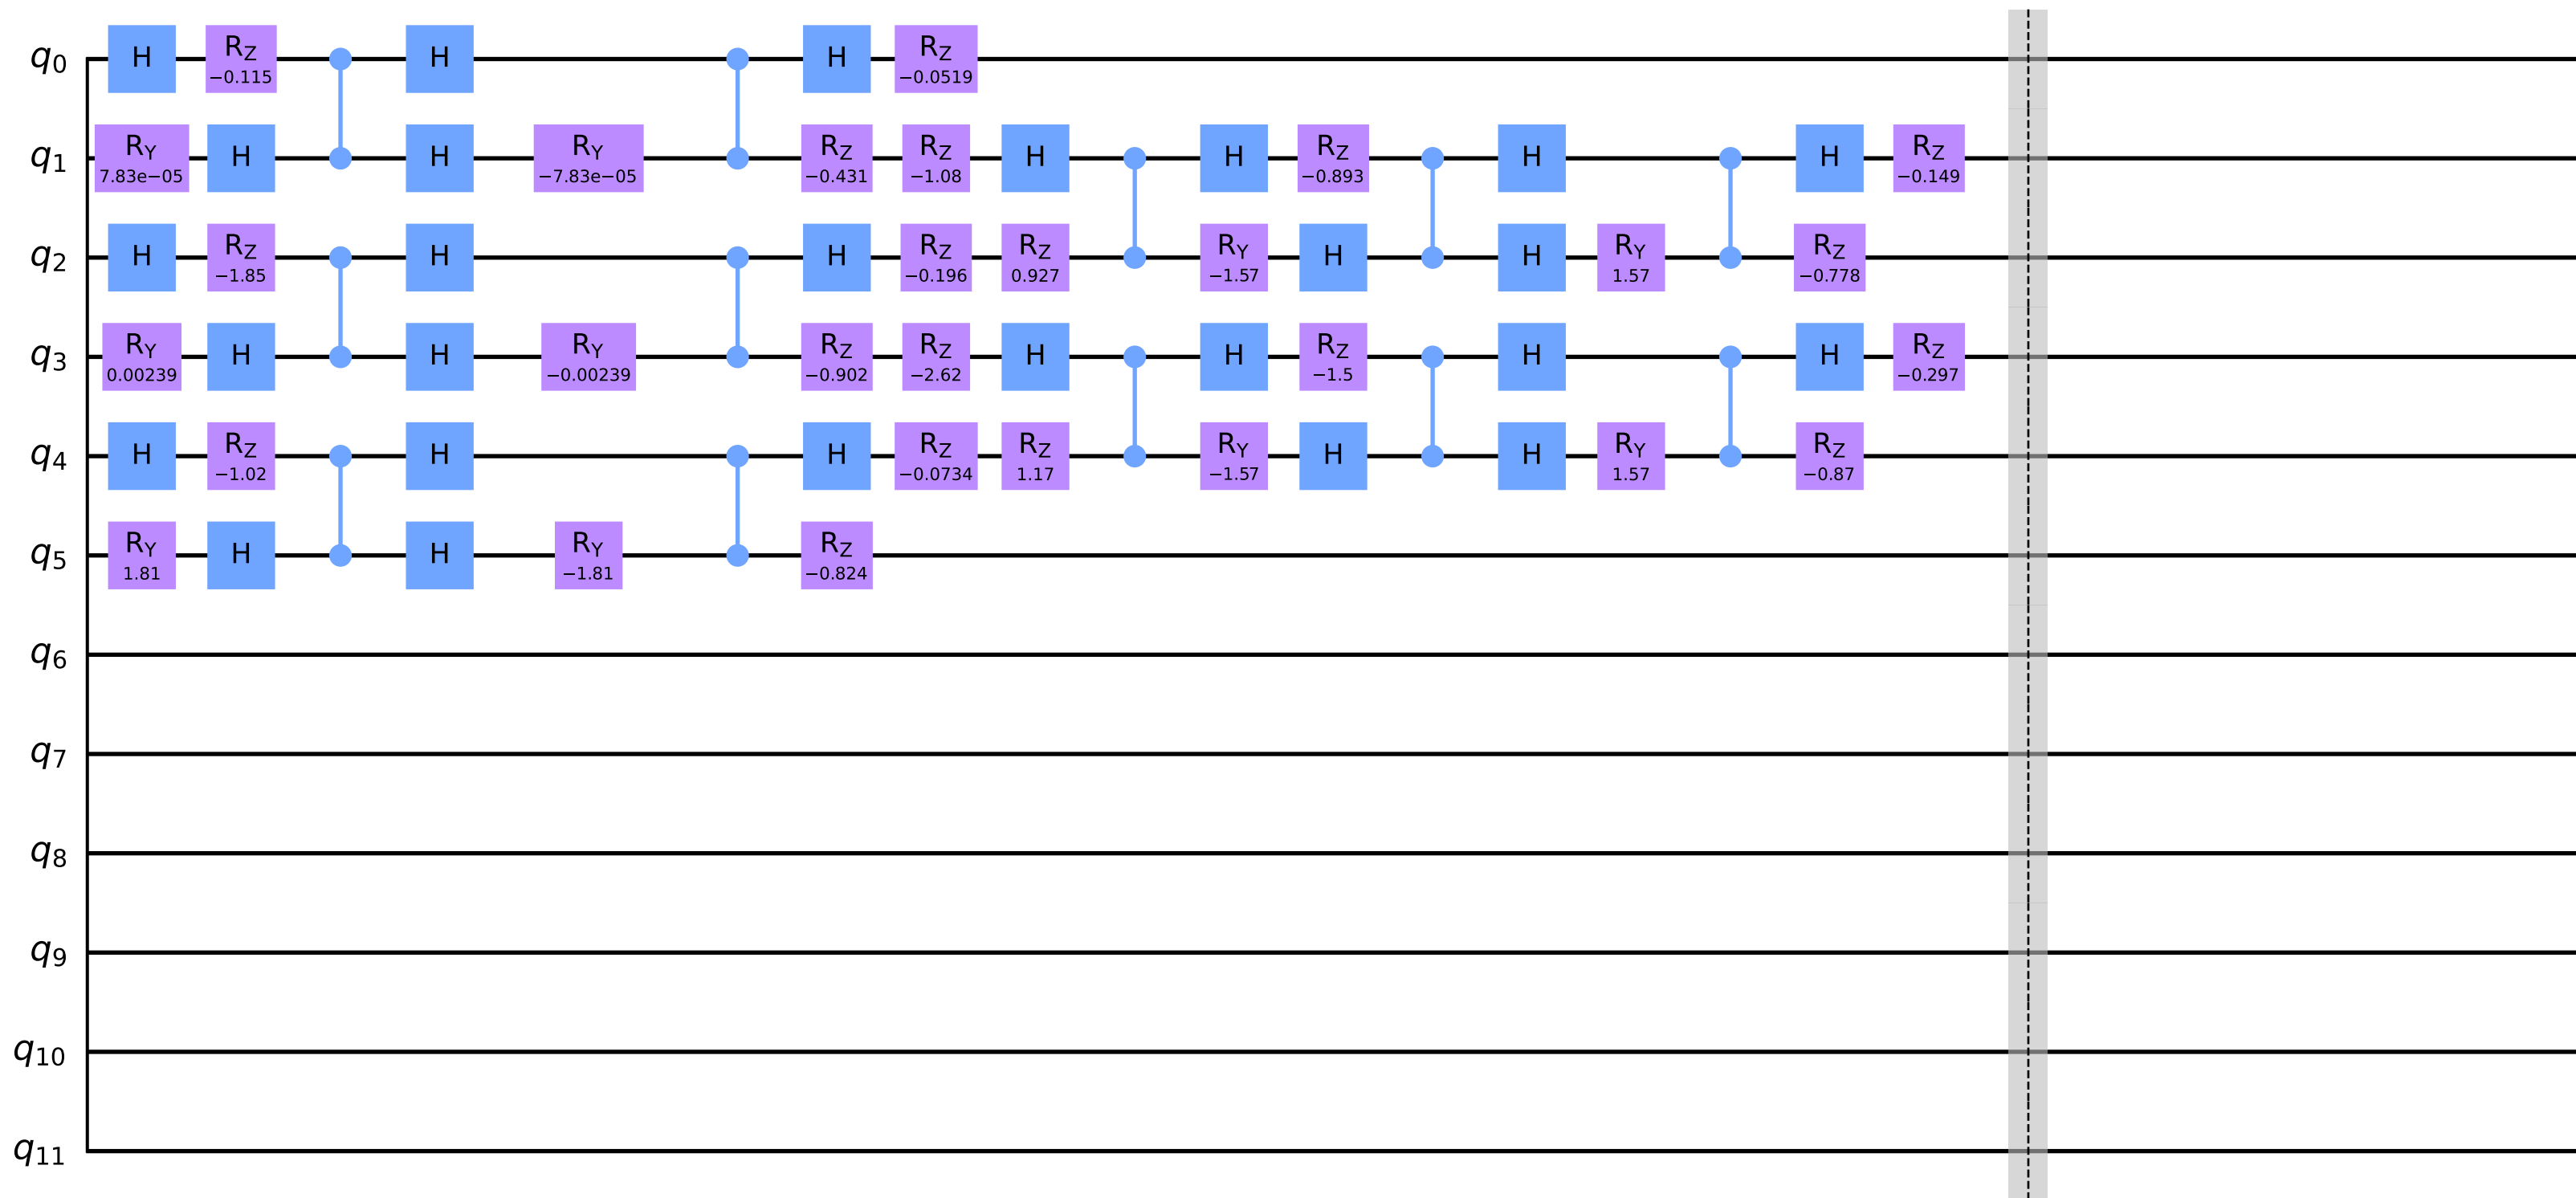 q0 H RZ −0.115 H H RZ −0.0519
q1 RY 7.83e−05 H H RY −7.83e−05 RZ −0.431 RZ −1.08 H H RZ −0.893 H H RZ −0.149
q2 H RZ −1.85 H H RZ −0.196 RZ 0.927 RY −1.57 H H RY 1.57 RZ −0.778
q3 RY 0.00239 H H RY −0.00239 RZ −0.902 RZ −2.62 H H RZ −1.5 H H RZ −0.297
q4 H RZ −1.02 H H RZ −0.0734 RZ 1.17 RY −1.57 H H RY 1.57 RZ −0.87
q5 RY 1.81 H H RY −1.81 RZ −0.824
q6
q7
q8
q9
q10
q11